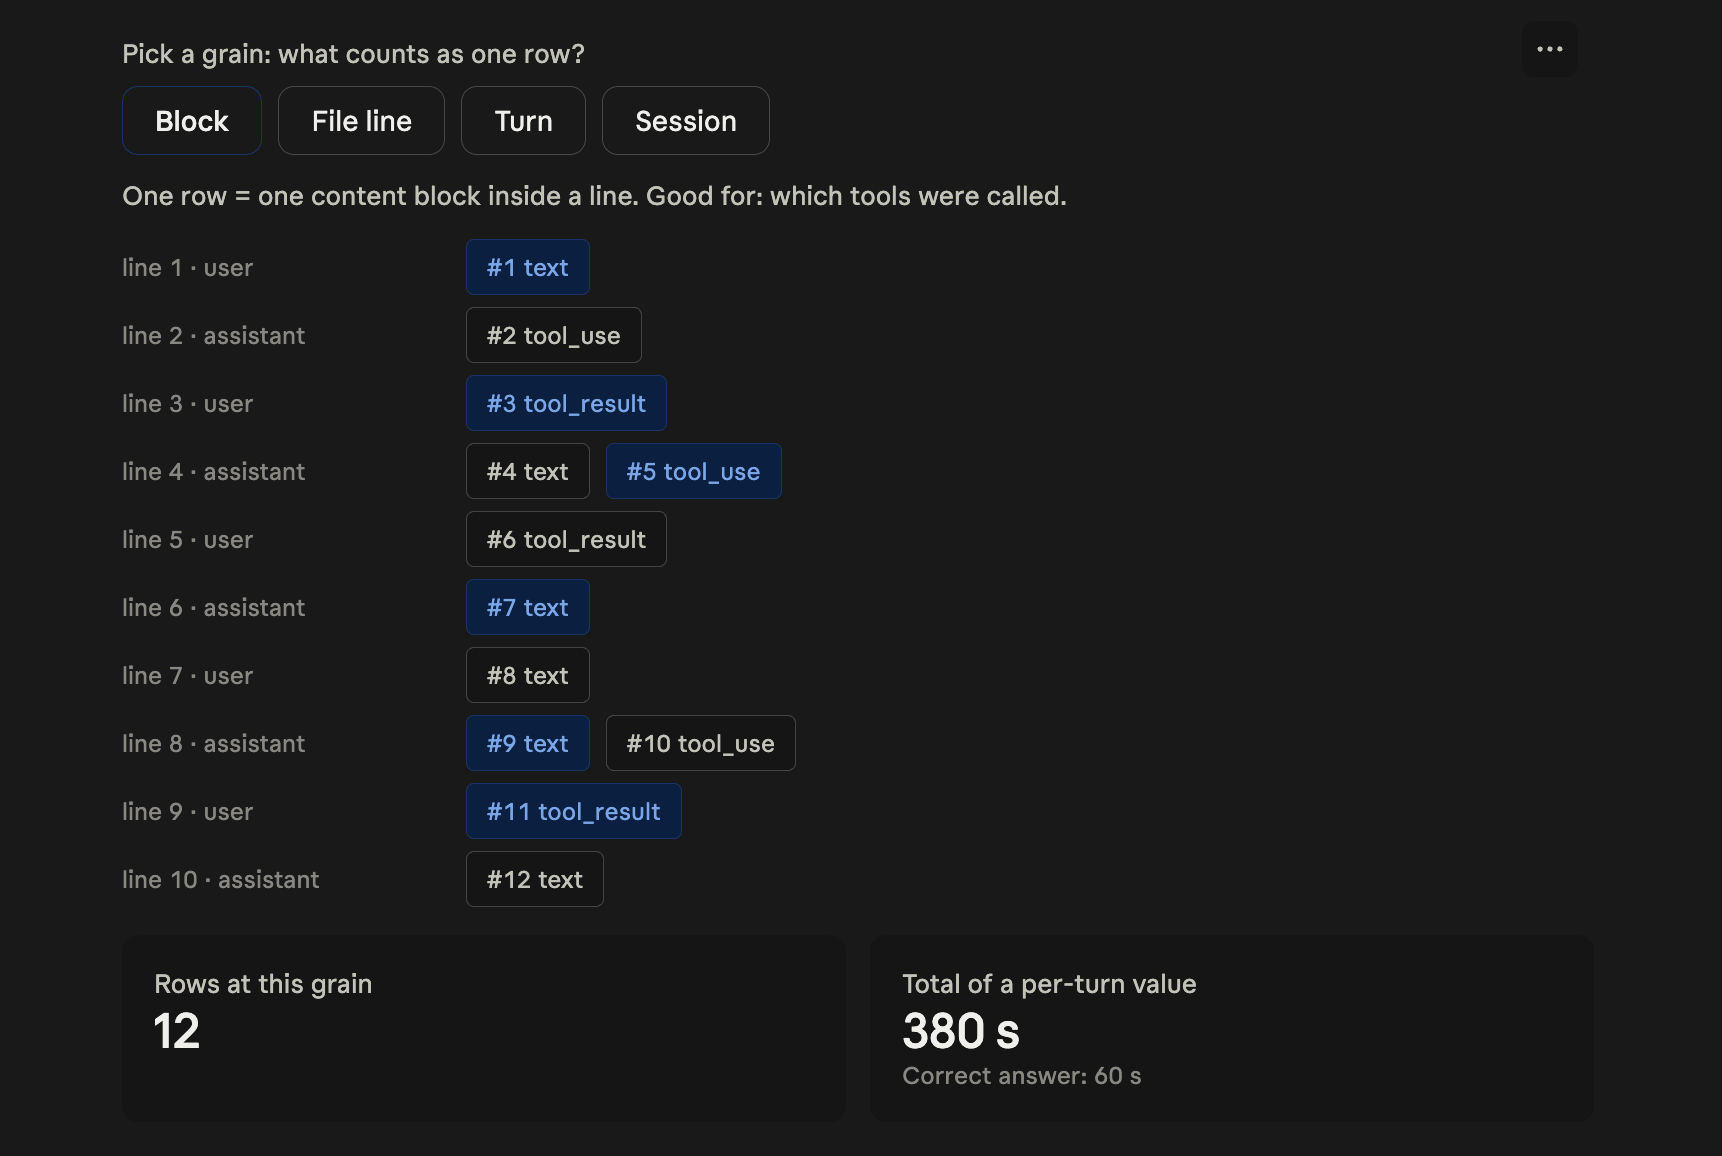 Pick a grain: what counts as one row?
Block File line Turn Session
One row = one content block inside a line. Good for: which tools were called.
line 1 · user #1 text
line 2 · assistant #2 tool_use
line 3 · user #3 tool_result
line 4 · assistant #4 text #5 tool_use
line 5 · user #6 tool_result
line 6 · assistant #7 text
line 7 · user #8 text
line 8 · assistant #9 text #10 tool_use
line 9 · user #11 tool_result
line 10 · assistant #12 text
Rows at this grain
12
Total of a per-turn value
380 s
Correct answer: 60 s